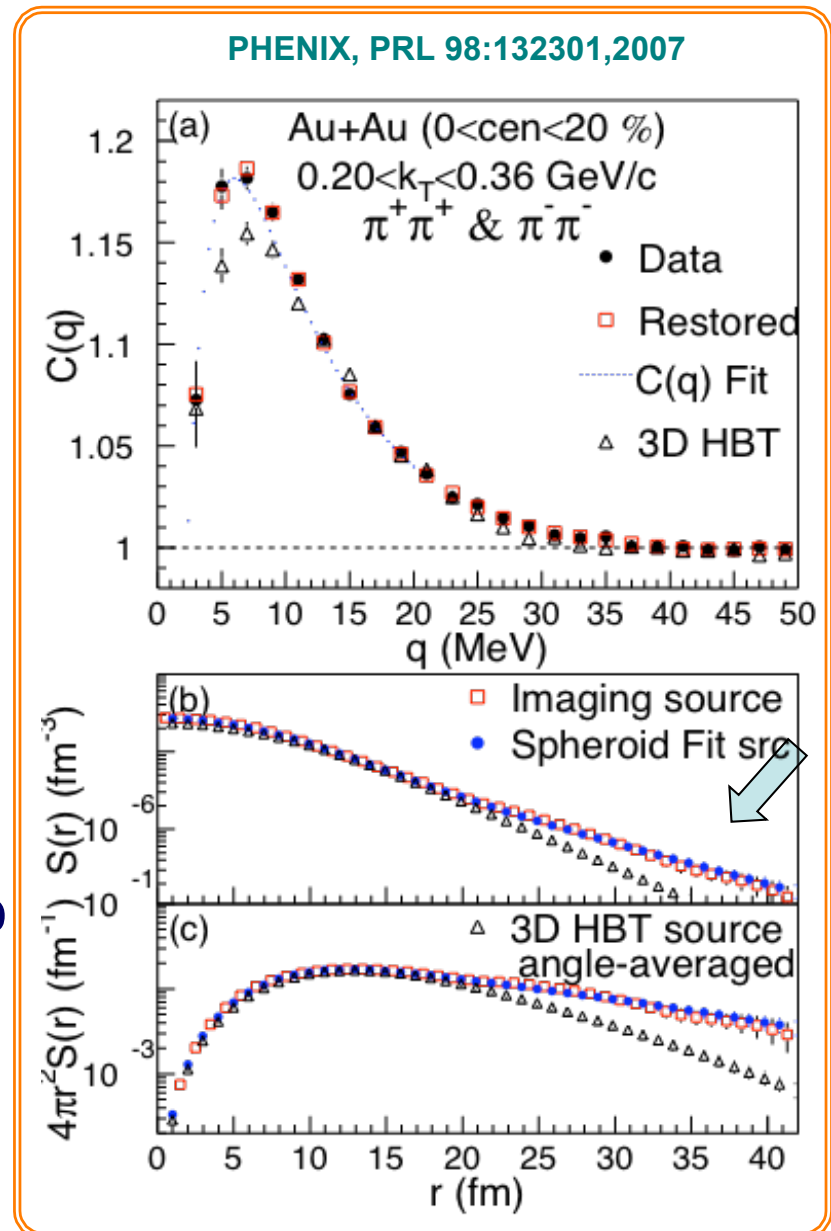 PHENIX, PRL 98:132301,2007
(a)
Au+Au (0<cen<20 %)
0.20<k_T<0.36 GeV/c
π⁺π⁺ & π⁻π⁻
Data
Restored
C(q) Fit
3D HBT
C(q)
1.2
1.15
1.1
1.05
1
0 5 10 15 20 25 30 35 40 45 50
q (MeV)
(b)
Imaging source
Spheroid Fit src
S(r) (fm⁻³)
10⁻⁶
(c)
3D HBT source
angle-averaged
4πr²S(r) (fm⁻¹)
10⁻¹
10⁻³
0 5 10 15 20 25 30 35 40
r (fm)